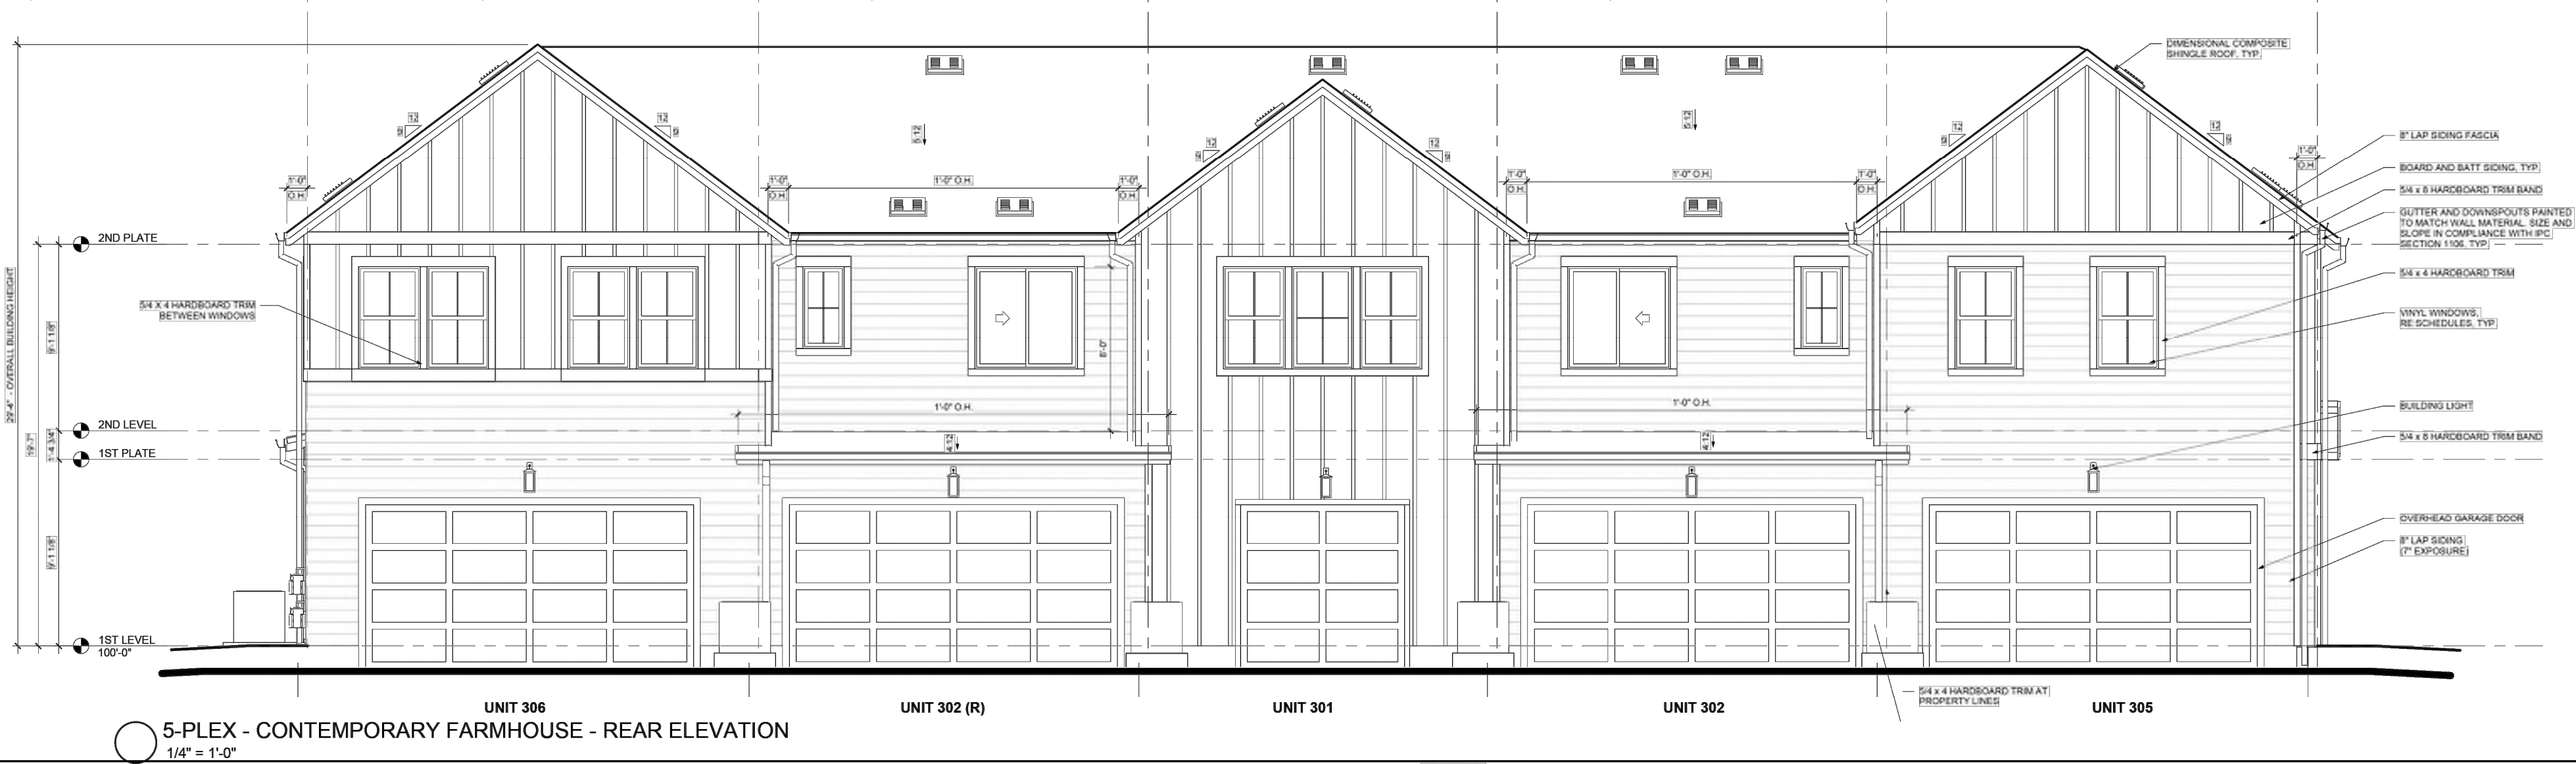 DIMENSIONAL COMPOSITE
SHINGLE ROOF, TYP.
12
12
12
12
12
12
5:12
5:12
8" LAP SIDING FASCIA
BOARD AND BATT SIDING, TYP.
5/4 x 8 HARDBOARD TRIM BAND
GUTTER AND DOWNSPOUTS PAINTED
TO MATCH WALL MATERIAL. SIZE AND
SLOPE IN COMPLIANCE WITH IPC
SECTION 1106, TYP.
5/4 x 4 HARDBOARD TRIM
VINYL WINDOWS,
RE:SCHEDULES, TYP.
BUILDING LIGHT
5/4 x 8 HARDBOARD TRIM BAND
OVERHEAD GARAGE DOOR
8" LAP SIDING
(7" EXPOSURE)
1'-0"
O.H.
1'-0"
O.H.
1'-0" O.H.
1'-0"
O.H.
1'-0"
O.H.
1'-0" O.H.
1'-0"
O.H.
1'-0"
O.H.
2ND PLATE
5/4 X 4 HARDBOARD TRIM
BETWEEN WINDOWS
29'-4" - OVERALL BUILDING HEIGHT
9'-1 1/8"
8'-0"
1'-0" O.H.
1'-0" O.H.
2ND LEVEL
19'-7"
1'-4 3/4"
4:12
4:12
1ST PLATE
9'-1 1/8"
1ST LEVEL
100'-0"
5/4 x 4 HARDBOARD TRIM AT
PROPERTY LINES
UNIT 306
UNIT 302 (R)
UNIT 301
UNIT 302
UNIT 305
5-PLEX - CONTEMPORARY FARMHOUSE - REAR ELEVATION
1/4" = 1'-0"